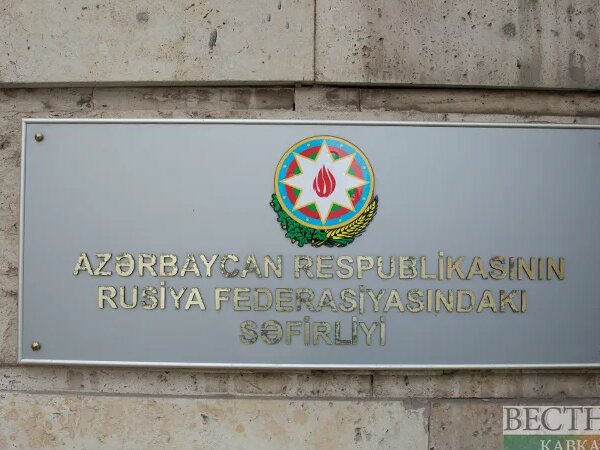 AZƏRBAYCAN RESPUBLİKASININ
RUSİYA FEDERASİYASINDAKI
SƏFİRLİYİ
ВЕСТН
КАВКА